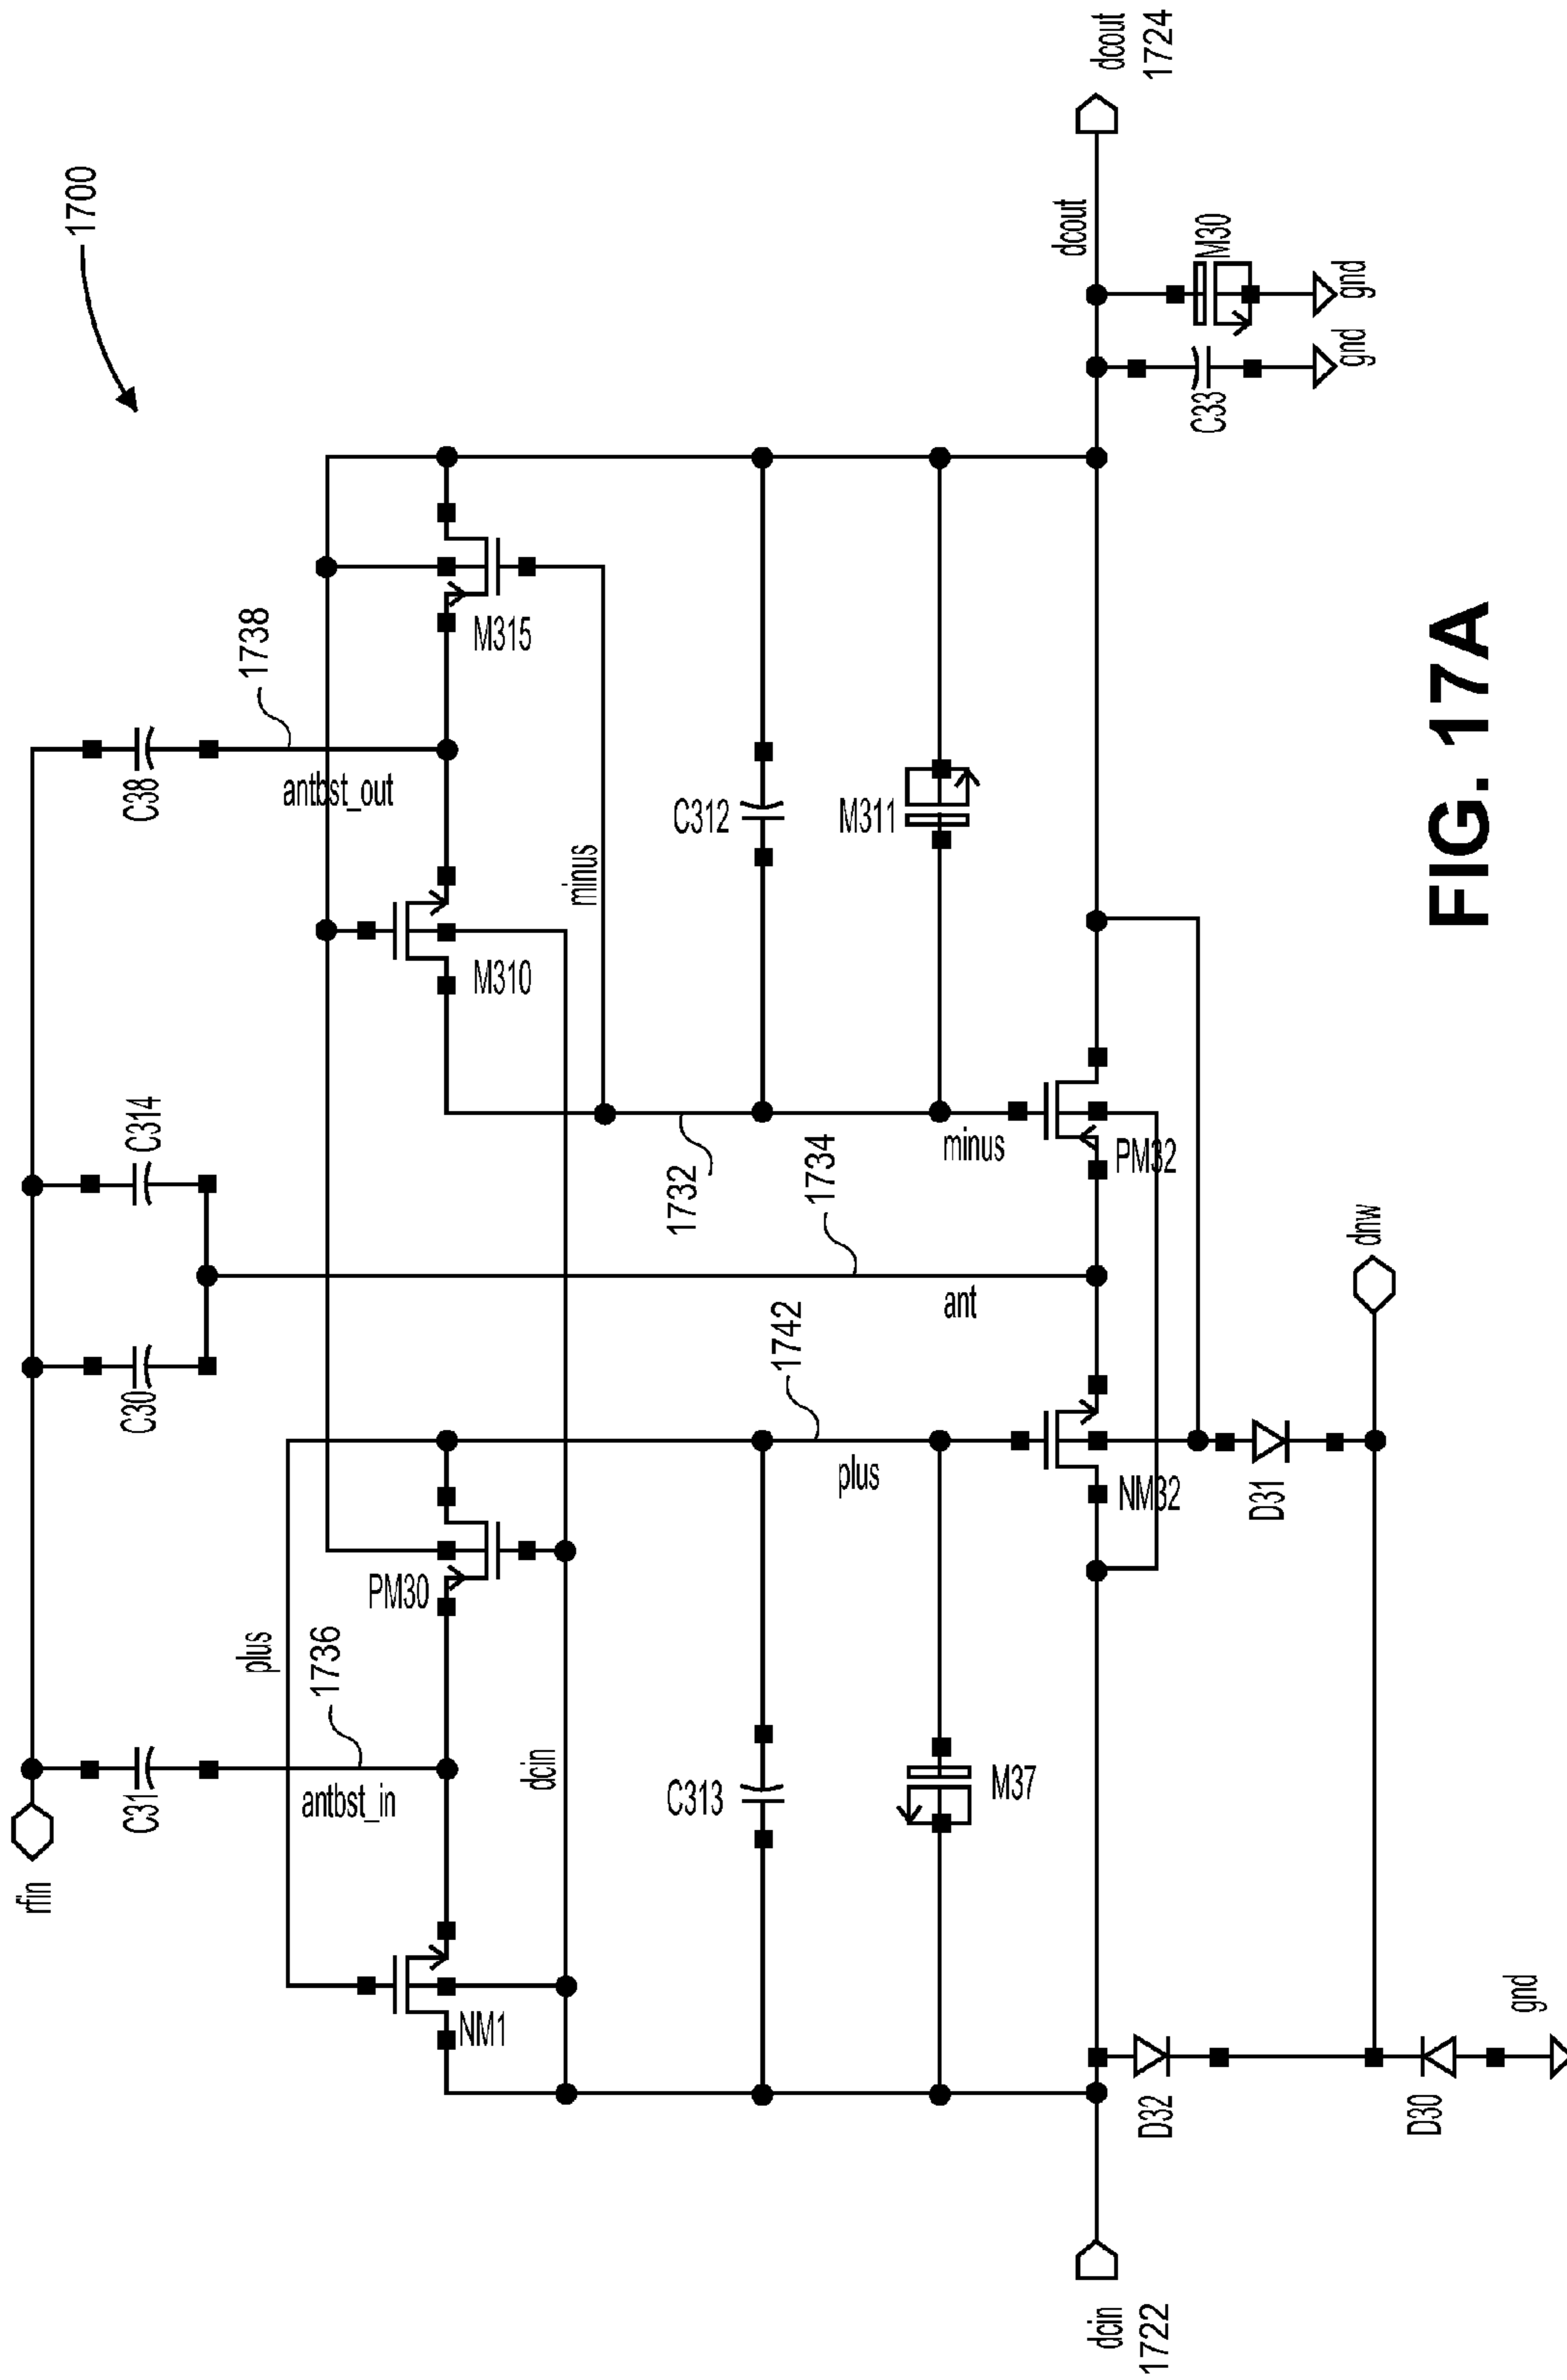 1700
rfin
C31
C30
C314
C38
plus
1736
antbst_in
antbst_out
1738
NM1
PM30
M310
M315
dcin
minus
1732
C313
1742
C312
M37
plus
1734
M311
ant
minus
dcin
1722
NM32
PM32
dcout
dcout
1724
D32
D31
dnw
C33
M30
gnd
gnd
D30
gnd
FIG. 17A